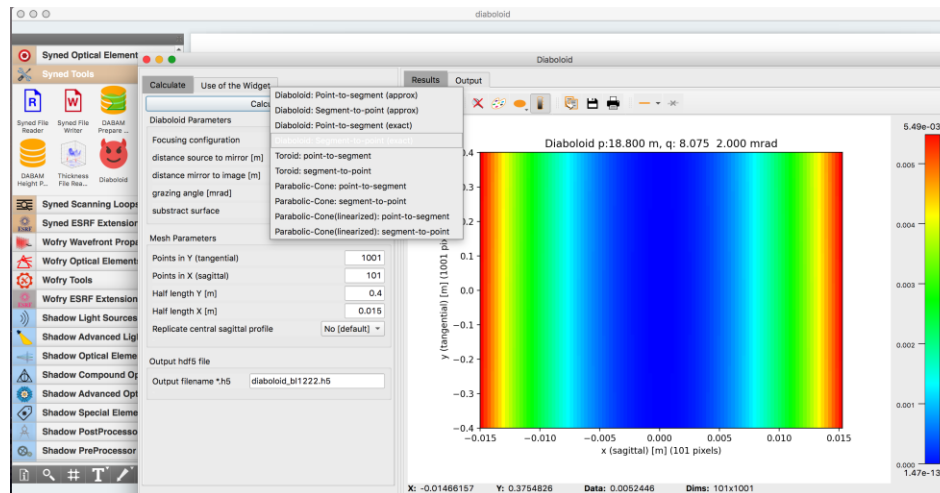 diaboloid
Syned Optical Element
Syned Tools
Syned File
Reader
Syned File
Writer
DABAM
Prepare ...
DABAM
Height P...
Thickness
File Rea...
Diaboloid
Syned Scanning Loops
Syned ESRF Extension
Wofry Wavefront Propa
Wofry Optical Element
Wofry Tools
Wofry ESRF Extension
Shadow Light Sources
Shadow Advanced Lig
Shadow Optical Eleme
Shadow Compound Op
Shadow Advanced Opt
Shadow Special Eleme
Shadow PostProcesso
Shadow PreProcessor
Diaboloid
Calculate
Use of the Widget
Calcu
Diaboloid Parameters
Focusing configuration
distance source to mirror [m]
distance mirror to image [m]
grazing angle [mrad]
substract surface
Diaboloid: Point-to-segment (approx)
Diaboloid: Segment-to-point (approx)
Diaboloid: Point-to-segment (exact)
Toroid: point-to-segment
Toroid: segment-to-point
Parabolic-Cone: point-to-segment
Parabolic-Cone: segment-to-point
Parabolic-Cone(linearized): point-to-segment
Parabolic-Cone(linearized): segment-to-point
Mesh Parameters
Points in Y (tangential) 1001
Points in X (sagittal) 101
Half length Y [m] 0.4
Half length X [m] 0.015
Replicate central sagittal profile No [default]
Output hdf5 file
Output filename *.h5 diaboloid_bl1222.h5
Results
Output
Diaboloid p:18.800 m, q: 8.075 2.000 mrad
0.4
0.3
0.2
0.1
0.0
−0.1
−0.2
−0.3
−0.4
y (tangential) [m] (1001 pixels)
−0.015 −0.010 −0.005 0.000 0.005 0.010 0.015
x (sagittal) [m] (101 pixels)
5.49e-03
0.005
0.004
0.003
0.002
0.001
0.000
1.47e-13
X: -0.01466157 Y: 0.3754826 Data: 0.0052446 Dims: 101x1001